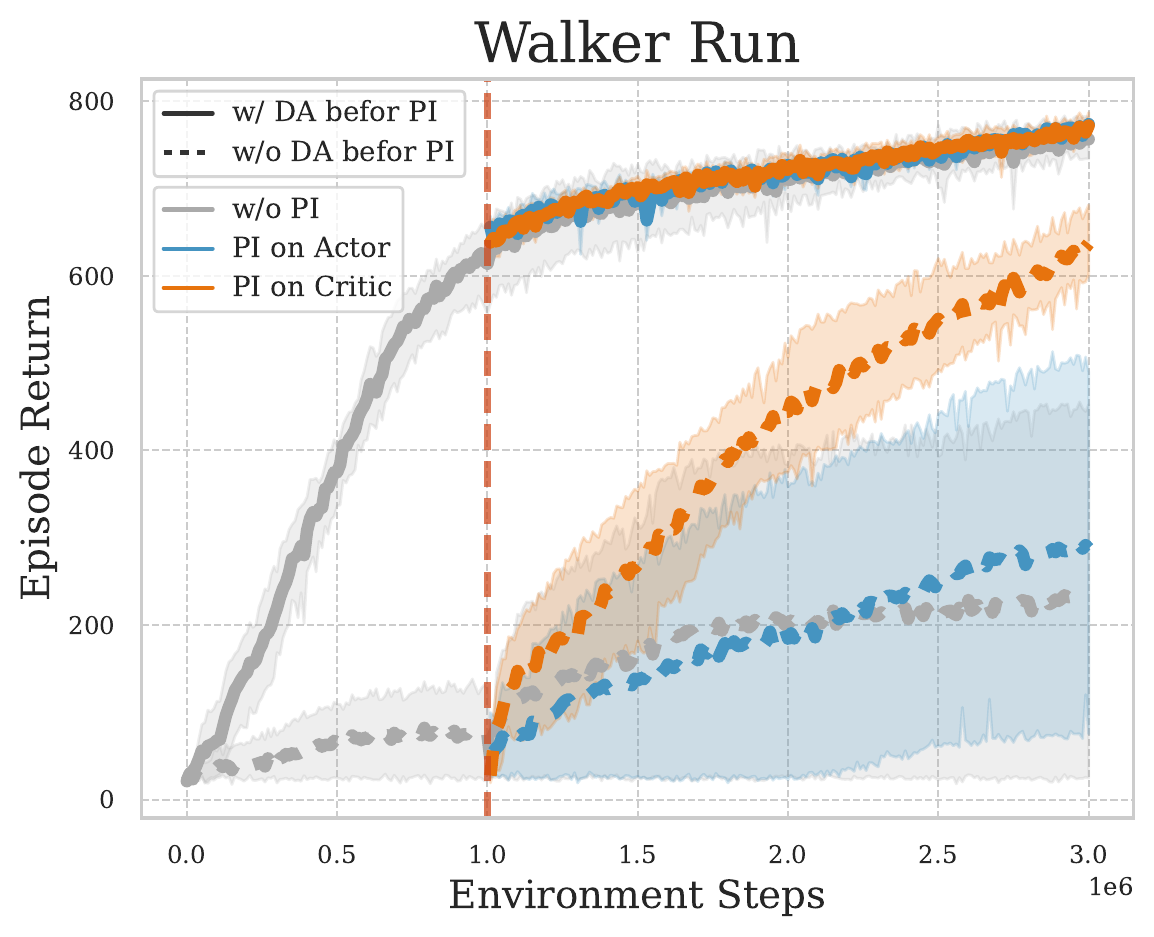 Walker Run
w/ DA befor PI
w/o DA befor PI
w/o PI
PI on Actor
PI on Critic
Episode Return
800
600
400
200
0
0.0 0.5 1.0 1.5 2.0 2.5 3.0
1e6
Environment Steps